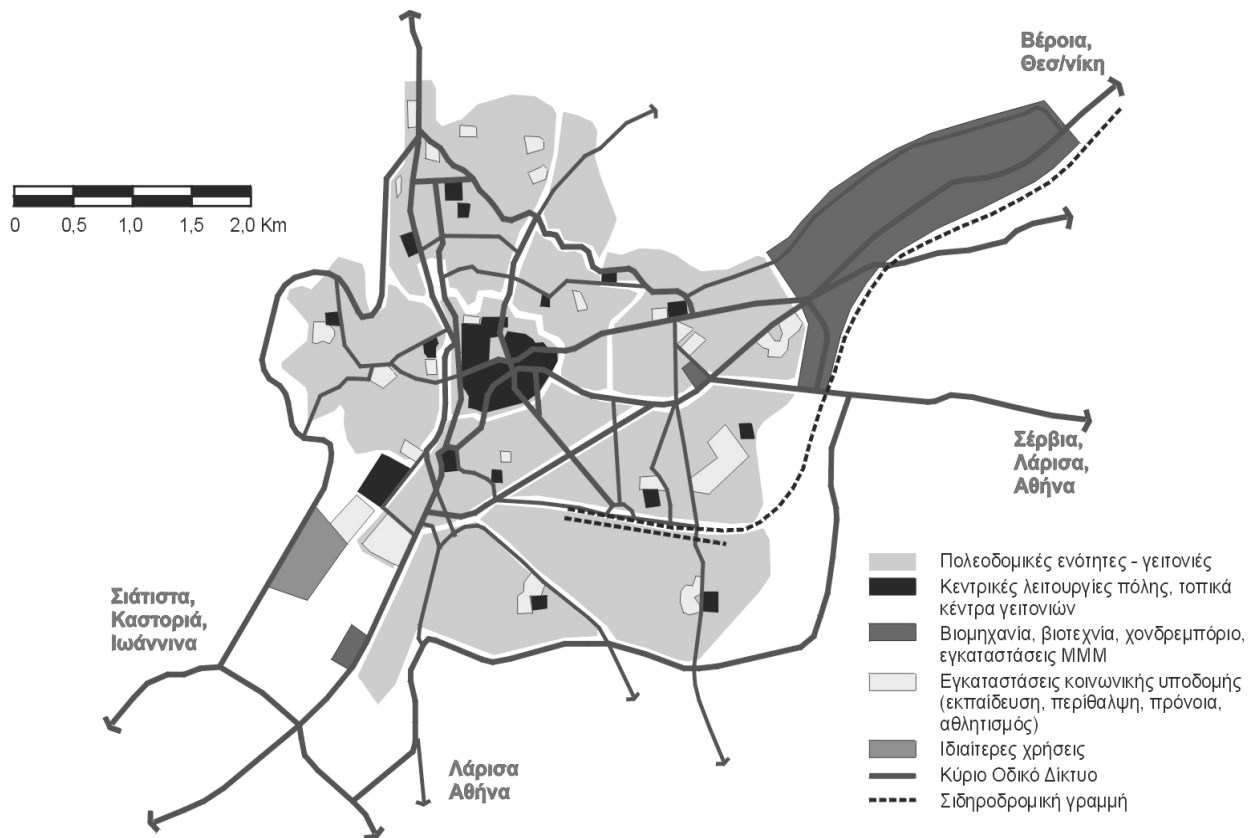 Βέροια,
Θεσ/νίκη
0 0,5 1,0 1,5 2,0 Km
Σέρβια,
Λάρισα,
Αθήνα
Σιάτιστα,
Καστοριά,
Ιωάννινα
Λάρισα
Αθήνα
Πολεοδομικές ενότητες - γειτονιές
Κεντρικές λειτουργίες πόλης, τοπικά
κέντρα γειτονιών
Βιομηχανία, βιοτεχνία, χονδρεμπόριο,
εγκαταστάσεις ΜΜΜ
Εγκαταστάσεις κοινωνικής υποδομής
(εκπαίδευση, περίθαλψη, πρόνοια,
αθλητισμός)
Ιδιαίτερες χρήσεις
Κύριο Οδικό Δίκτυο
Σιδηροδρομική γραμμή